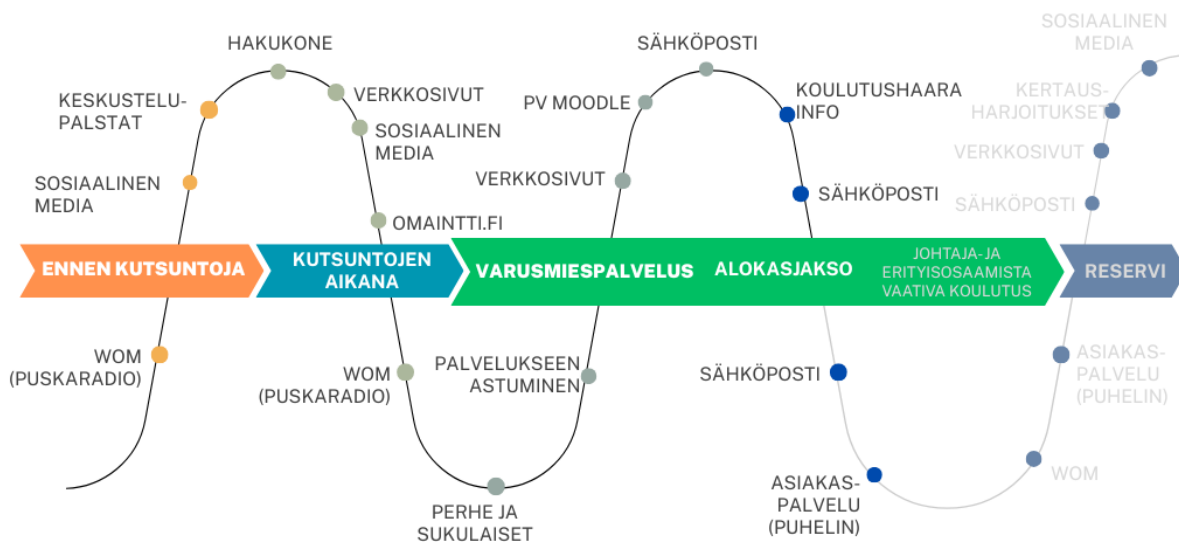 SOSIAALINEN
MEDIA
HAKUKONE
SÄHKÖPOSTI
KESKUSTELU-
PALSTAT
VERKKOSIVUT
PV MOODLE
KOULUTUSHAARA
INFO
KERTAUS-
HARJOITUKSET
SOSIAALINEN
MEDIA
VERKKOSIVUT
SOSIAALINEN
MEDIA
VERKKOSIVUT
SÄHKÖPOSTI
SÄHKÖPOSTI
OMAINTTI.FI
ENNEN KUTSUNTOJA
KUTSUNTOJEN
AIKANA
VARUSMIESPALVELUS
ALOKASJAKSO
JOHTAJA-JA
ERITYISOSAAMISTA
VAATIVA KOULUTUS
RESERVI
WOM
(PUSKARADIO)
WOM
(PUSKARADIO)
PALVELUKSEEN
ASTUMINEN
SÄHKÖPOSTI
ASIAKAS-
PALVELU
(PUHELIN)
WOM
PERHE JA
SUKULAISET
ASIAKAS-
PALVELU
(PUHELIN)